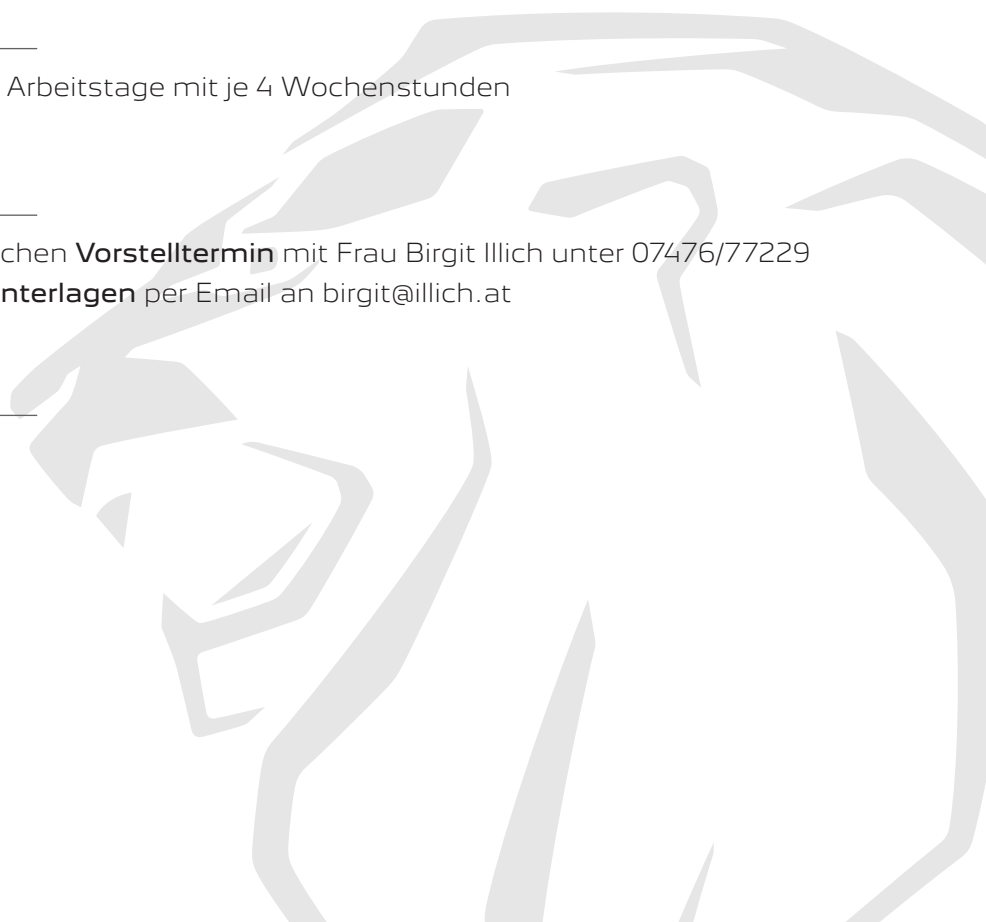 Arbeitstage mit je 4 Wochenstunden
chen Vorstelltermin mit Frau Birgit Illich unter 07476/77229
nterlagen per Email an birgit@illich.at